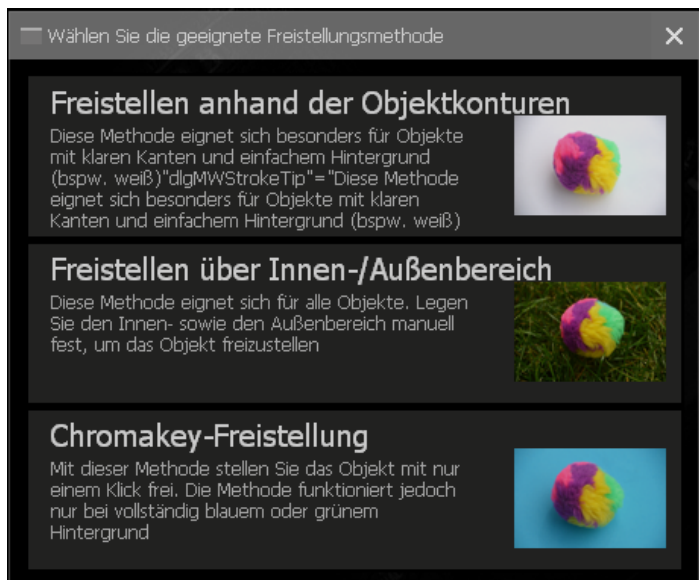 Wählen Sie die geeignete Freistellungsmethode
Freistellen anhand der Objektkonturen
Diese Methode eignet sich besonders für Objekte
mit klaren Kanten und einfachem Hintergrund
(bspw. weiß)"dlgMWStrokeTip"="Diese Methode
eignet sich besonders für Objekte mit klaren
Kanten und einfachem Hintergrund (bspw. weiß)
Freistellen über Innen-/Außenbereich
Diese Methode eignet sich für alle Objekte. Legen
Sie den Innen- sowie den Außenbereich manuell
fest, um das Objekt freizustellen
Chromakey-Freistellung
Mit dieser Methode stellen Sie das Objekt mit nur
einem Klick frei. Die Methode funktioniert jedoch
nur bei vollständig blauem oder grünem
Hintergrund